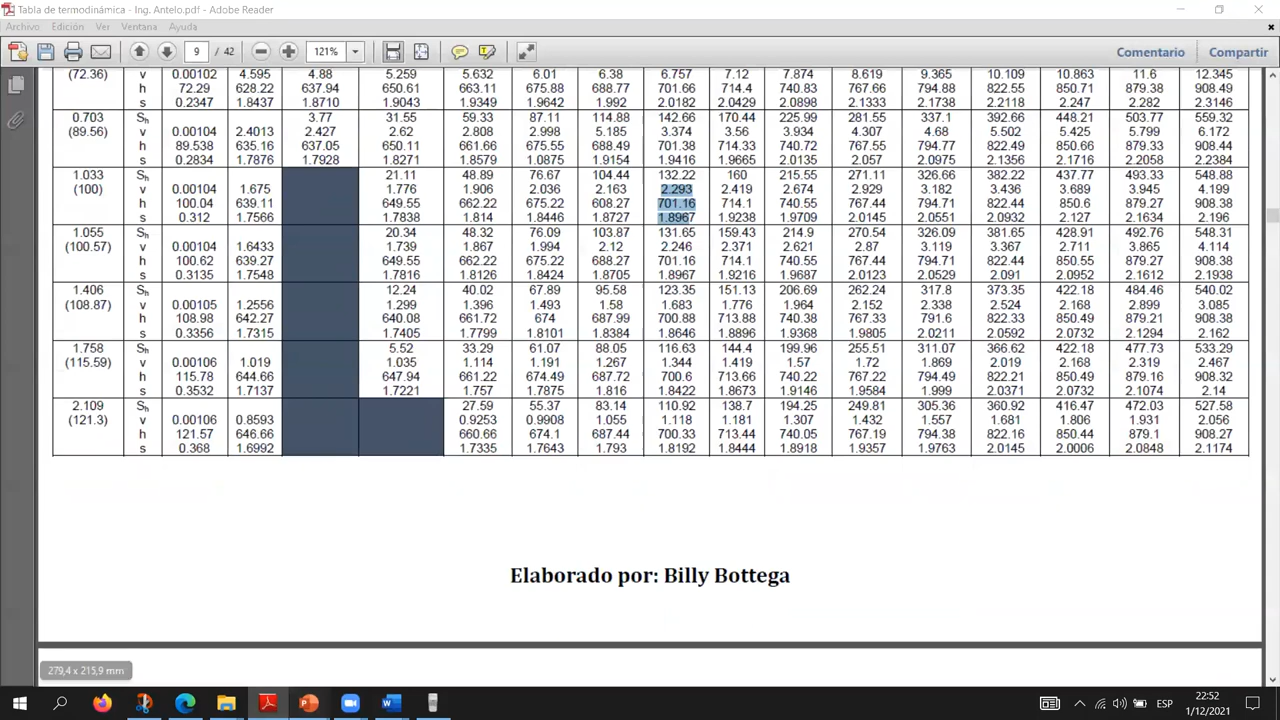 Tabla de termodinámica - Ing. Antelo.pdf - Adobe Reader
Archivo Edición Ver Ventana Ayuda
9 / 42 121% Comentario Compartir
(72.36) v 0.00102 4.595 4.88 5.259 5.632 6.01 6.38 6.757 7.12 7.874 8.619 9.365 10.109 10.863 11.6 12.345
h 72.29 628.22 637.94 650.61 663.11 675.88 688.77 701.66 714.4 740.83 767.66 794.88 822.55 850.71 879.38 908.49
s 0.2347 1.8437 1.8710 1.9043 1.9349 1.9642 1.992 2.0182 2.0429 2.0898 2.1333 2.1738 2.2118 2.247 2.282 2.3146
0.703 Sh 3.77 31.55 59.33 87.11 114.88 142.66 170.44 225.99 281.55 337.1 392.66 448.21 503.77 559.32
(89.56) v 0.00104 2.4013 2.427 2.62 2.808 2.998 5.185 3.374 3.56 3.934 4.307 4.68 5.502 5.425 5.799 6.172
h 89.538 635.16 637.05 650.11 661.66 675.55 688.49 701.38 714.33 740.72 767.55 794.77 822.49 850.66 879.33 908.44
s 0.2834 1.7876 1.7928 1.8271 1.8579 1.0875 1.9154 1.9416 1.9665 2.0135 2.057 2.0975 2.1356 2.1716 2.2058 2.2384
1.033 Sh 21.11 48.89 76.67 104.44 132.22 160 215.55 271.11 326.66 382.22 437.77 493.33 548.88
(100) v 0.00104 1.675 1.776 1.906 2.036 2.163 2.293 2.419 2.674 2.929 3.182 3.436 3.689 3.945 4.199
h 100.04 639.11 649.55 662.22 675.22 608.27 701.16 714.1 740.55 767.44 794.71 822.44 850.6 879.27 908.38
s 0.312 1.7566 1.7838 1.814 1.8446 1.8727 1.8967 1.9238 1.9709 2.0145 2.0551 2.0932 2.127 2.1634 2.196
1.055 Sh 20.34 48.32 76.09 103.87 131.65 159.43 214.9 270.54 326.09 381.65 428.91 492.76 548.31
(100.57) v 0.00104 1.6433 1.739 1.867 1.994 2.12 2.246 2.371 2.621 2.87 3.119 3.367 2.711 3.865 4.114
h 100.62 639.27 649.55 662.22 675.22 688.27 701.16 714.1 740.55 767.44 794.71 822.44 850.55 879.27 908.38
s 0.3135 1.7548 1.7816 1.8126 1.8424 1.8705 1.8967 1.9216 1.9687 2.0123 2.0529 2.091 2.0952 2.1612 2.1938
1.406 Sh 12.24 40.02 67.89 95.58 123.35 151.13 206.69 262.24 317.8 373.35 422.18 484.46 540.02
(108.87) v 0.00105 1.2556 1.299 1.396 1.493 1.58 1.683 1.776 1.964 2.152 2.338 2.524 2.168 2.899 3.085
h 108.98 642.27 640.08 661.72 674 687.99 700.88 713.88 740.38 767.33 791.6 822.33 850.49 879.21 908.38
s 0.3356 1.7315 1.7405 1.7799 1.8101 1.8384 1.8646 1.8896 1.9368 1.9805 2.0211 2.0592 2.0732 2.1294 2.162
1.758 Sh 5.52 33.29 61.07 88.05 116.63 144.4 199.96 255.51 311.07 366.62 422.18 477.73 533.29
(115.59) v 0.00106 1.019 1.035 1.114 1.191 1.267 1.344 1.419 1.57 1.72 1.869 2.019 2.168 2.319 2.467
h 115.78 644.66 647.94 661.22 674.49 687.72 700.6 713.66 740.22 767.22 794.49 822.21 850.49 879.16 908.32
s 0.3532 1.7137 1.7221 1.757 1.7875 1.816 1.8422 1.8673 1.9146 1.9584 1.999 2.0371 2.0732 2.1074 2.14
2.109 Sh 27.59 55.37 83.14 110.92 138.7 194.25 249.81 305.36 360.92 416.47 472.03 527.58
(121.3) v 0.00106 0.8593 0.9253 0.9908 1.055 1.118 1.181 1.307 1.432 1.557 1.681 1.806 1.931 2.056
h 121.57 646.66 660.66 674.1 687.44 700.33 713.44 740.05 767.19 794.38 822.16 850.44 879.1 908.27
s 0.368 1.6992 1.7335 1.7643 1.793 1.8192 1.8444 1.8918 1.9357 1.9763 2.0145 2.0006 2.0848 2.1174
Elaborado por: Billy Bottega
279,4 x 215,9 mm
ESP
22:52
1/12/2021